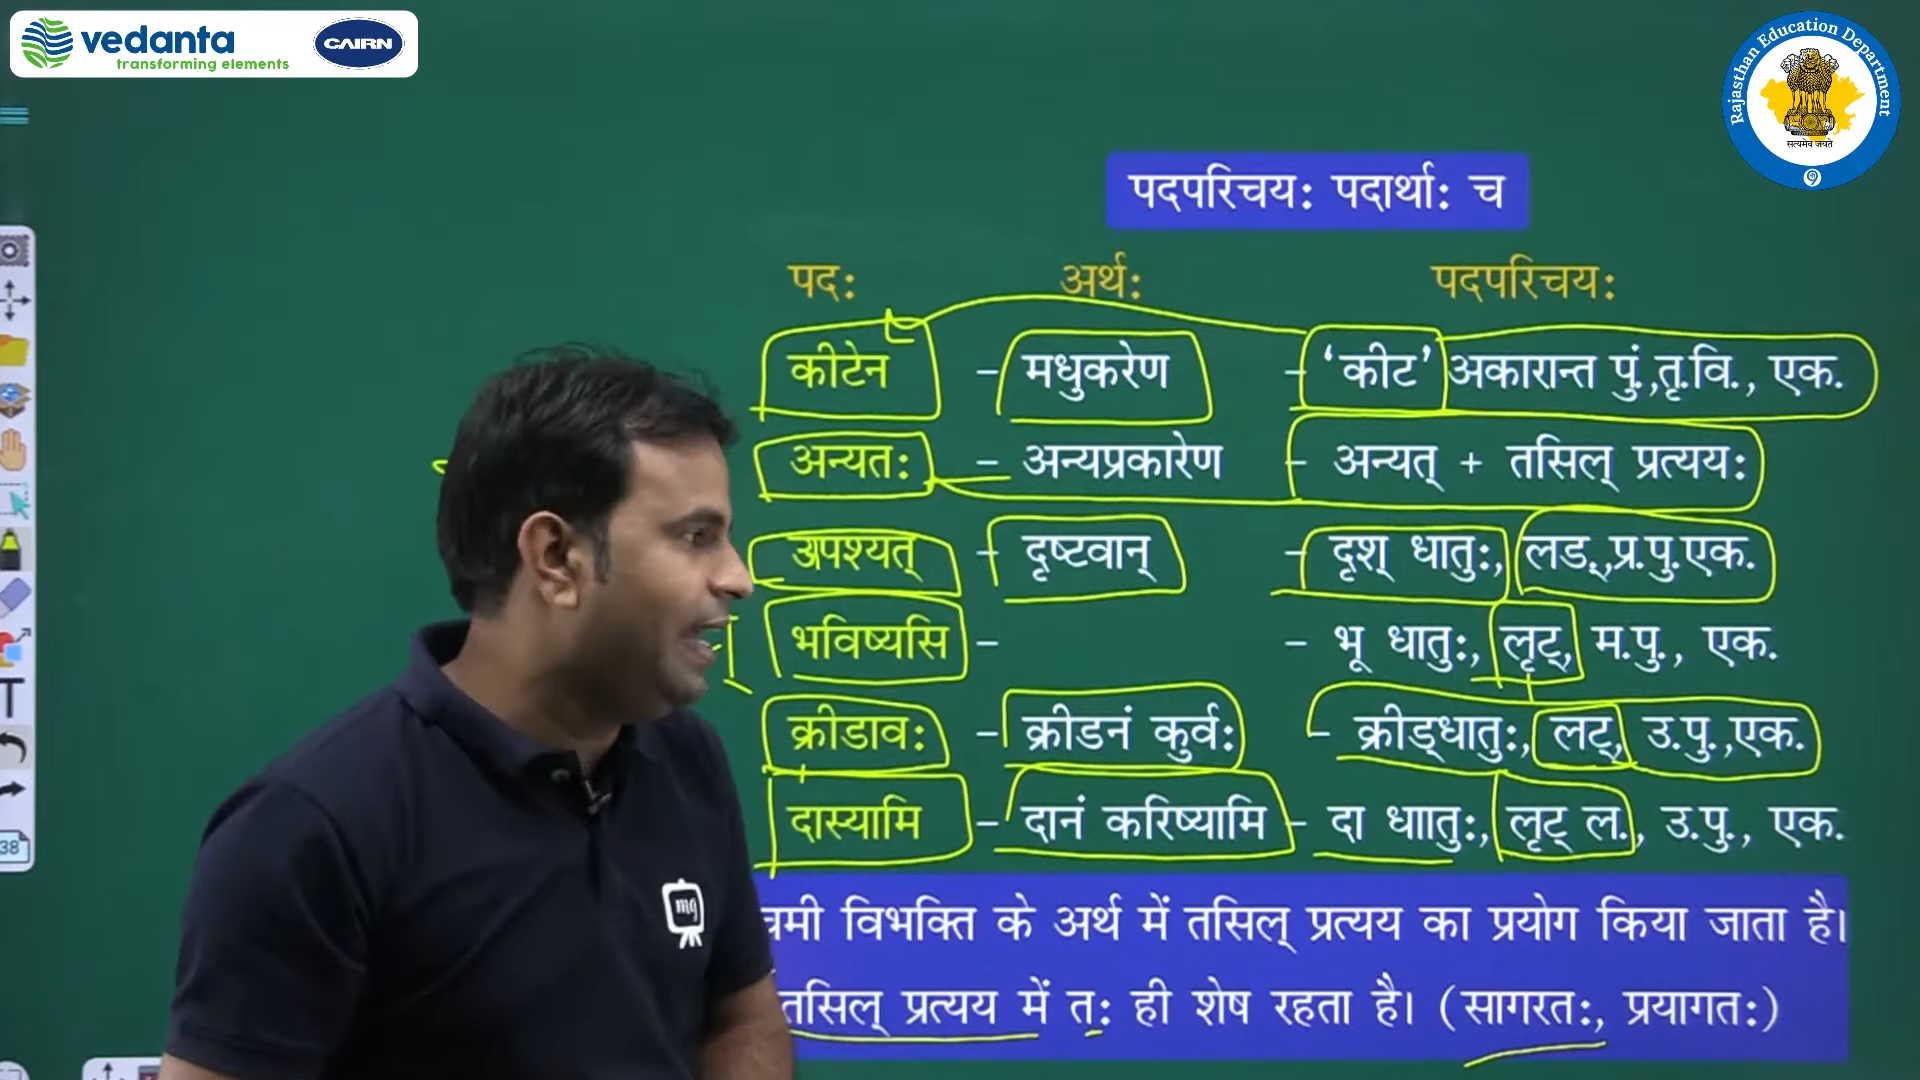 vedanta
transforming elements
CAIRN
Rajasthan Education Department
सत्यमेव जयते
पदपरिचय: पदार्था: च
पद: अर्थ: पदपरिचय:
कीटेन - मधुकरेण - ‘कीट’ अकारान्त पुं.,तृ.वि., एक.
अन्यत: - अन्यप्रकारेण - अन्यत् + तसिल् प्रत्यय:
अपश्यत् - दृष्टवान् - दृश् धातु:, लङ्.,प्र.पु.एक.
भविष्यसि - - भू धातु:, लृट्, म.पु., एक.
क्रीडाव: - क्रीडनं कुर्व: - क्रीड्धातु:, लट्, उ.पु.,एक.
दास्यामि - दानं करिष्यामि - दा धाातु:, लृट् ल., उ.पु., एक.
विभक्ति के अर्थ में तसिल् प्रत्यय का प्रयोग किया जाता है।
तसिल् प्रत्यय में त: ही शेष रहता है। (सागरत:, प्रयागत:)
mg
T
38